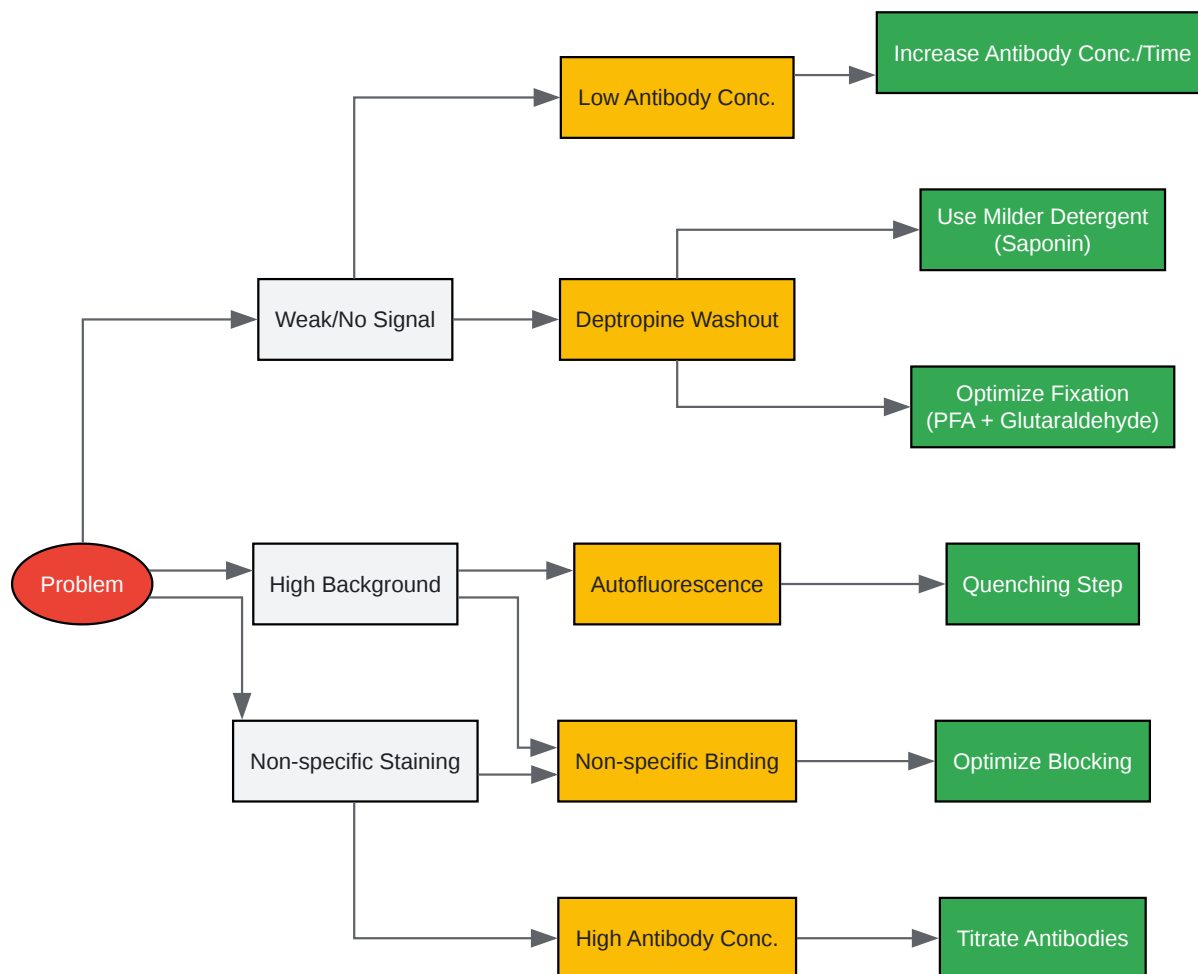 Increase Antibody Conc./Time
Low Antibody Conc.
Use Milder Detergent
(Saponin)
Weak/No Signal
Deptropine Washout
Optimize Fixation
(PFA + Glutaraldehyde)
Problem
High Background
Autofluorescence
Quenching Step
Non-specific Staining
Non-specific Binding
Optimize Blocking
High Antibody Conc.
Titrate Antibodies